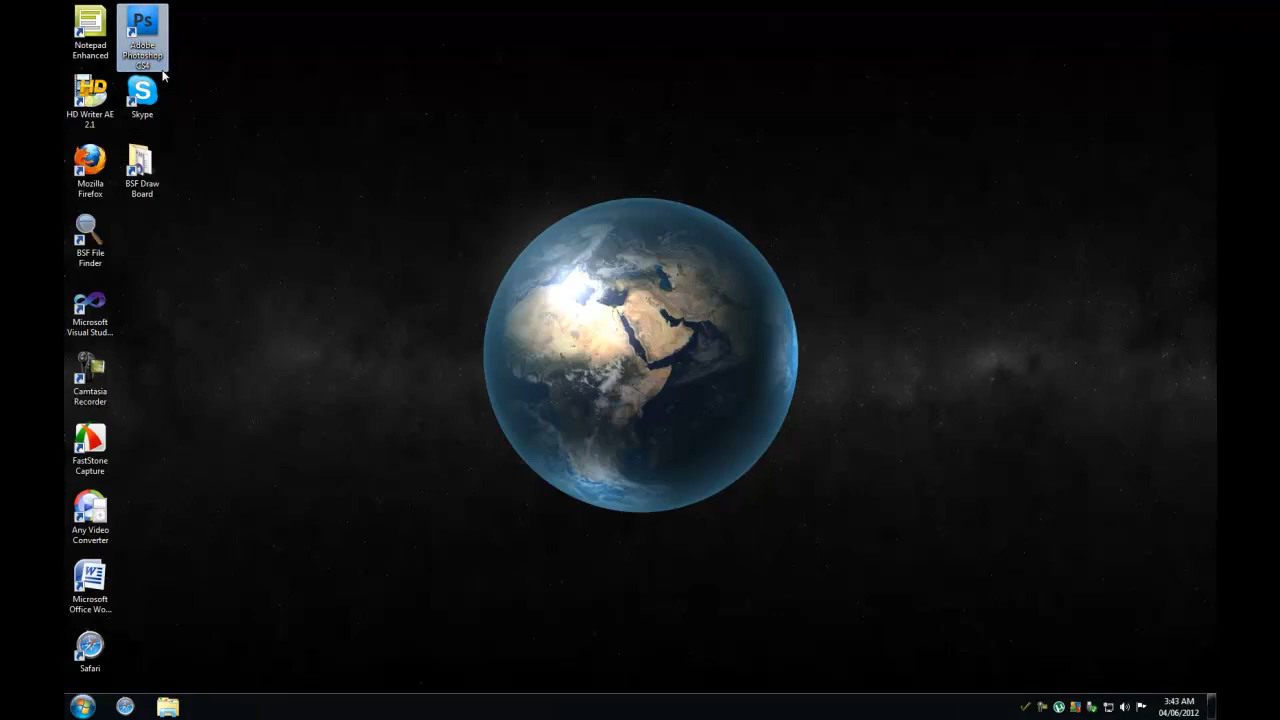 Notepad
Enhanced
Ps
Adobe
Photoshop
CS4
HD
HD Writer AE
2.1
S
Skype
Mozilla
Firefox
BSF Draw
Board
BSF File
Finder
Microsoft
Visual Stud...
Camtasia
Recorder
FastStone
Capture
Any Video
Converter
W
Microsoft
Office Wo...
Safari
3:43 AM
04/06/2012